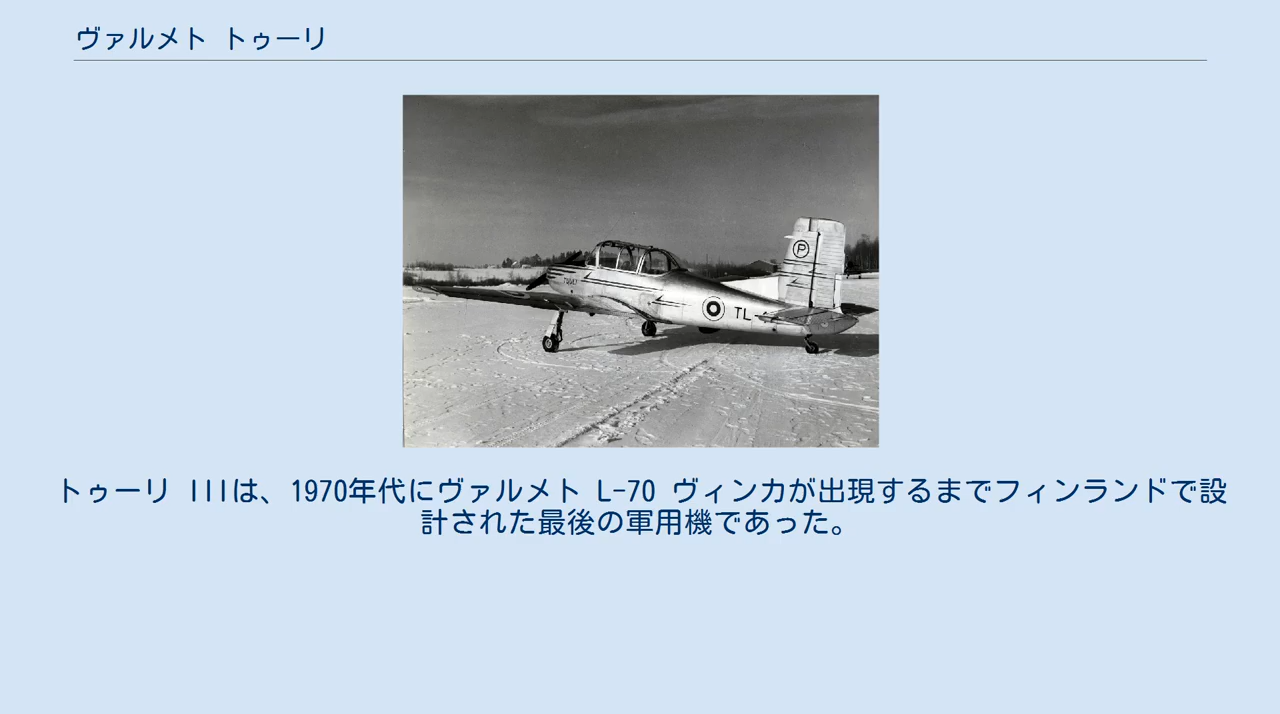 ヴァルメト トゥーリ
P
TL-
トゥーリ IIIは、1970年代にヴァルメト L-70 ヴィンカが出現するまでフィンランドで設
計された最後の軍用機であった。